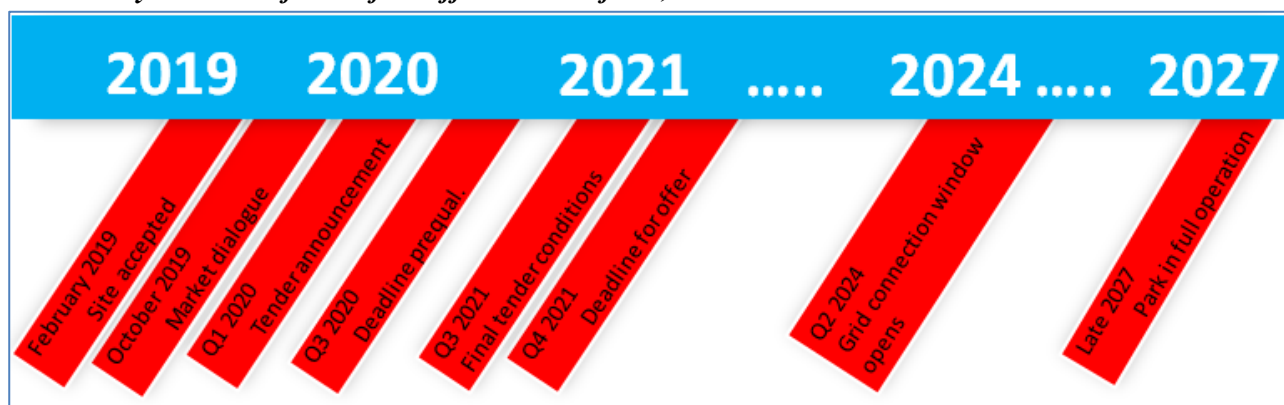 2019 2020 2021 ..... 2024 ..... 2027
February 2019
Site accepted
October 2019
Market dialogue
Q1 2020
Tender announcement
Q3 2020
Deadline prequal.
Q3 2021
Final tender conditions
Q4 2021
Deadline for offer
Q2 2024
Grid connection window
opens
Late 2027
Park in full operation